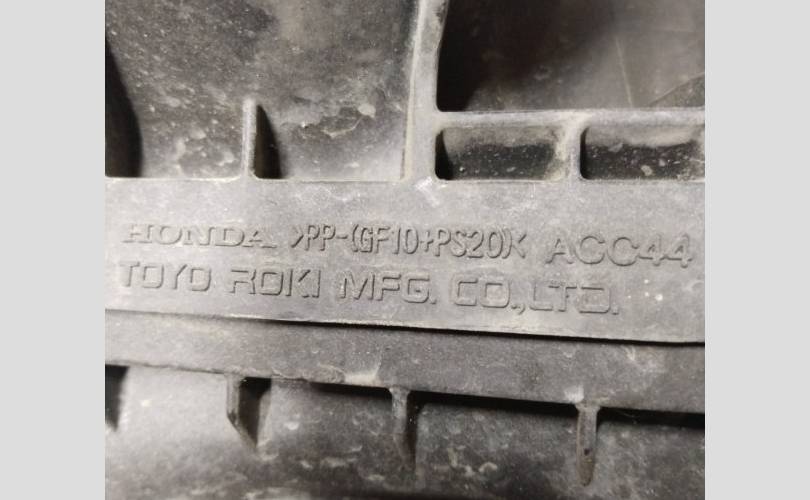 HONDA >PP-(GF10+PS20)< ACC44
TOYO ROKI MFG. CO.,LTD.